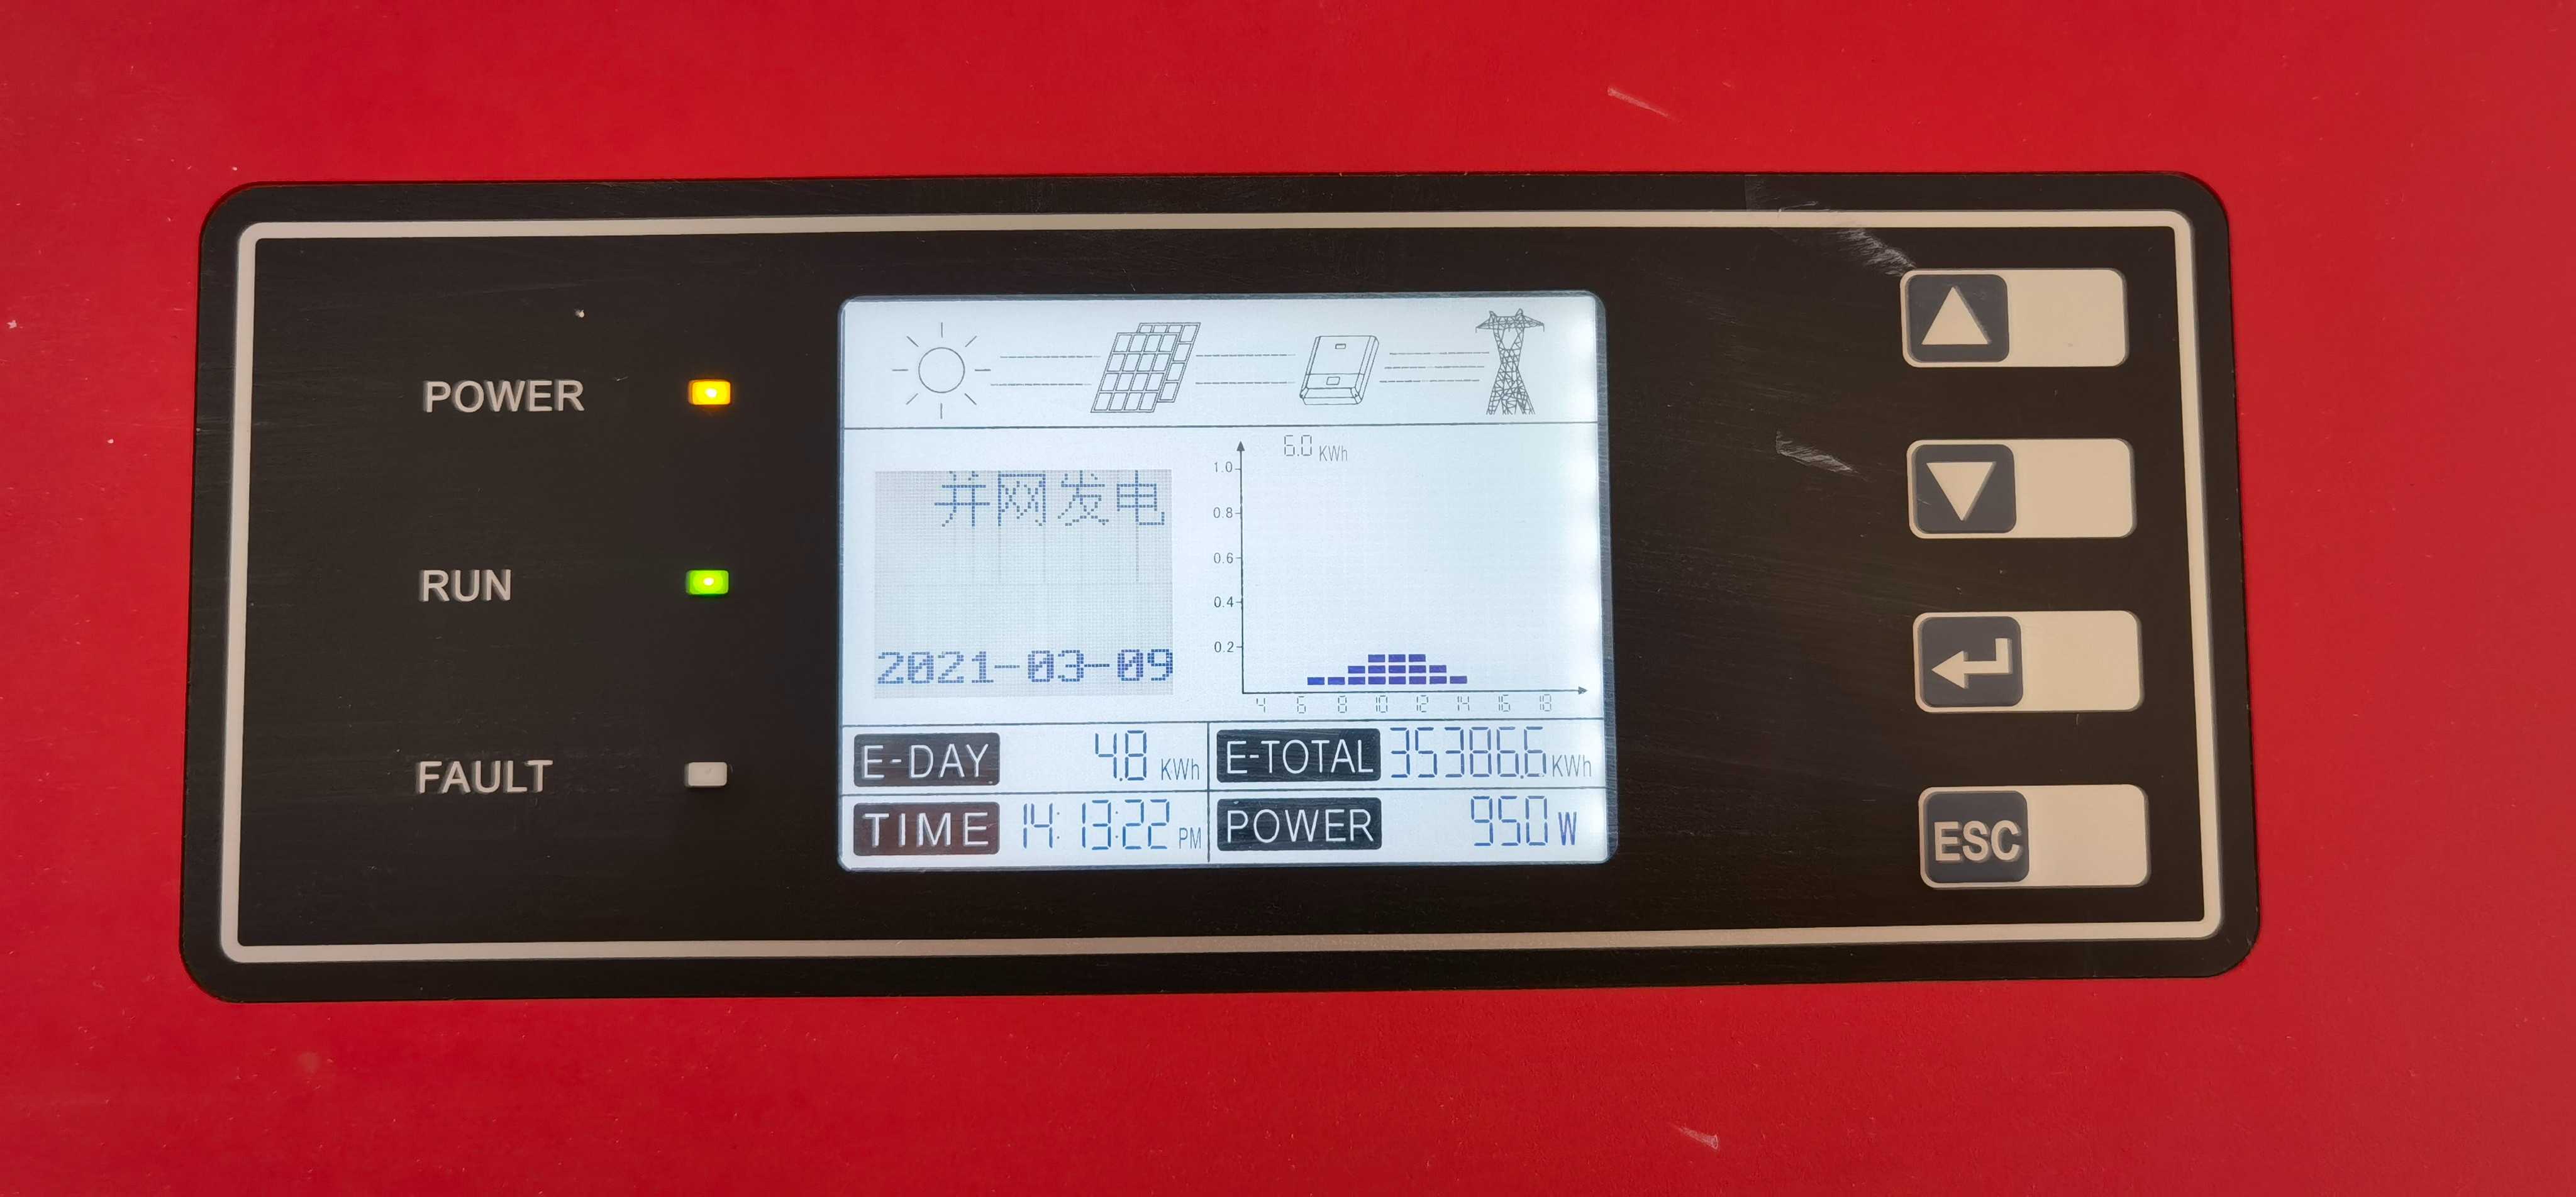 POWER
RUN
FAULT
6.0 KWh
1.0
0.8
0.6
0.4
0.2
4 6 8 10 12 14 16 18
并网发电
2021-03-09
E-DAY 4.8 KWh
E-TOTAL 35386.6 KWh
TIME 14:13:22 PM
POWER 950 W
ESC